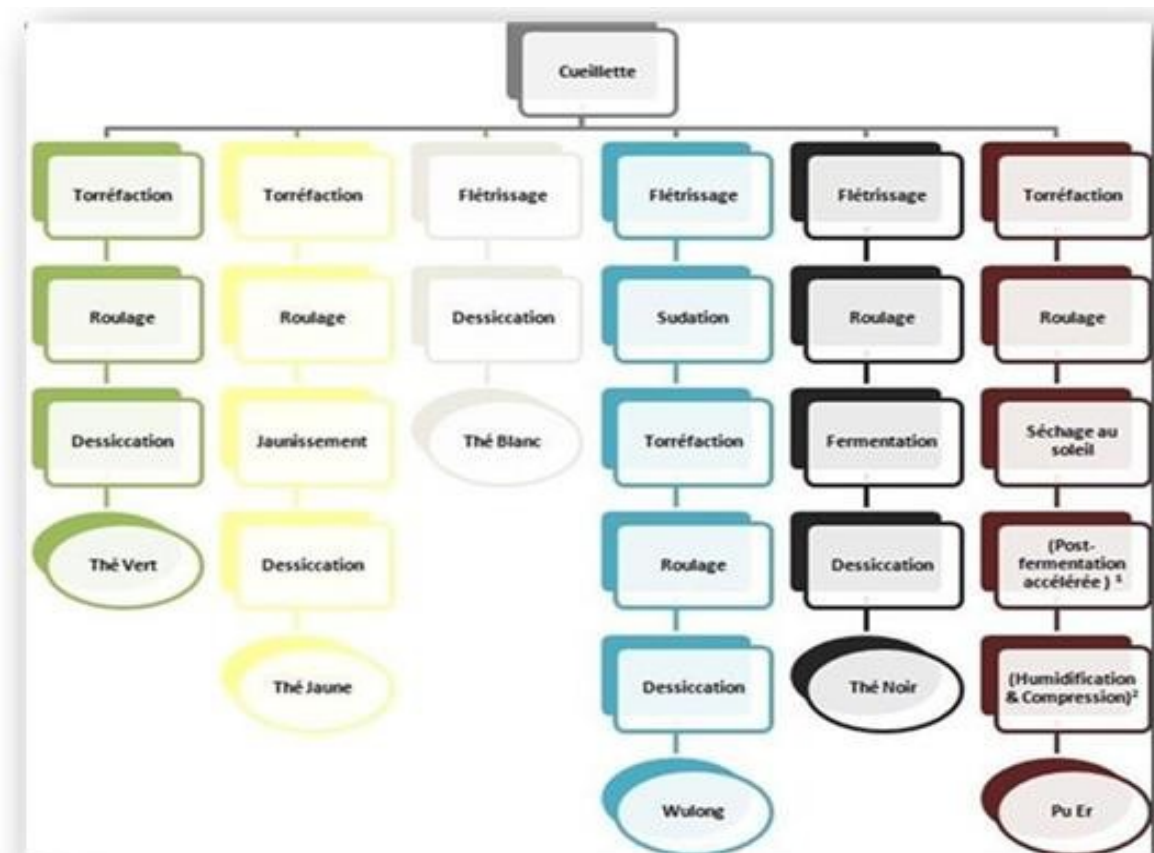 Cueillette
Torréfaction
Torréfaction
Flétrissage
Flétrissage
Flétrissage
Torréfaction
Roulage
Roulage
Dessiccation
Sudation
Roulage
Roulage
Dessiccation
Jaunissement
Thé Blanc
Torréfaction
Fermentation
Séchage au
soleil
Thé Vert
Dessiccation
Roulage
Dessiccation
(Post-
fermentation
accélérée ) ¹
Thé Jaune
Dessiccation
Thé Noir
(Humidification
& Compression)²
Wulong
Pu Er